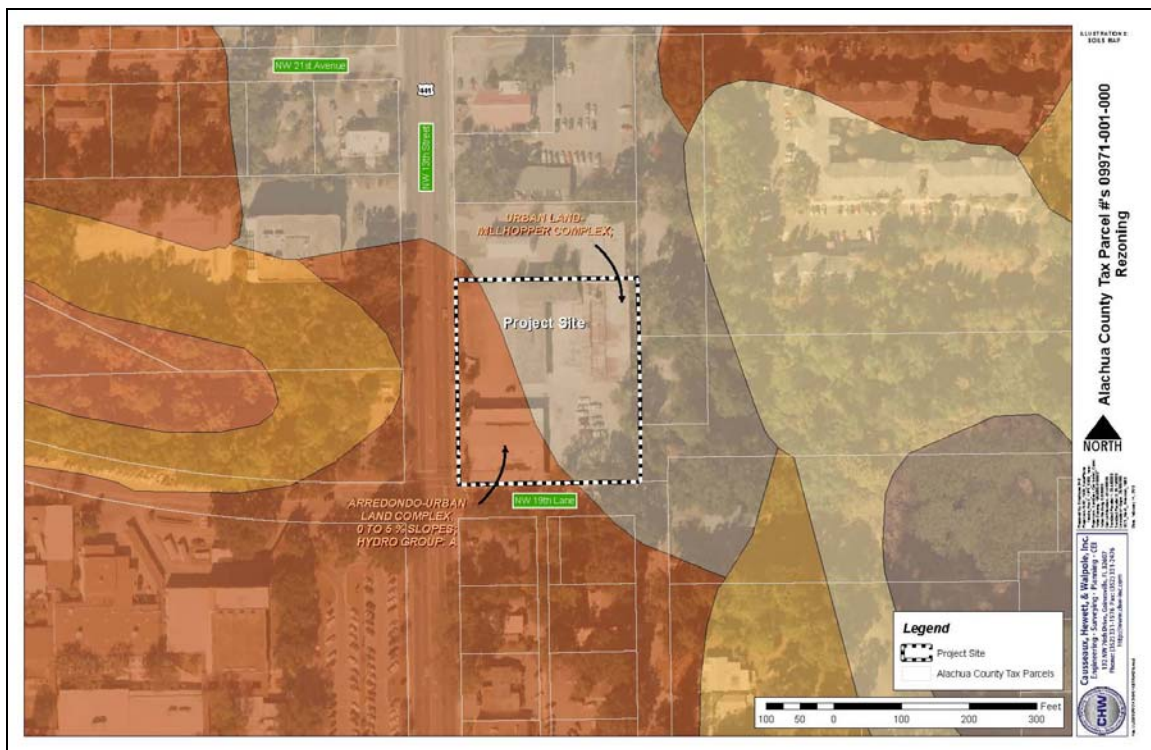 NW 21st Avenue
441
NW 13th Street
URBAN LAND-
MILLHOPPER COMPLEX;
Project Site
ARREDONDO-URBAN
LAND COMPLEX,
0 TO 5 % SLOPES;
HYDRO GROUP: A
NW 19th Lane
Legend
Project Site
Alachua County Tax Parcels
Feet
100 50 0 100 200 300
SOILS MAP
Alachua County Tax Parcel #'s 09971-001-000
Rezoning
NORTH
Causseaux, Hewett, & Walpole, Inc.
Engineering · Surveying · Planning · CEI
CHW